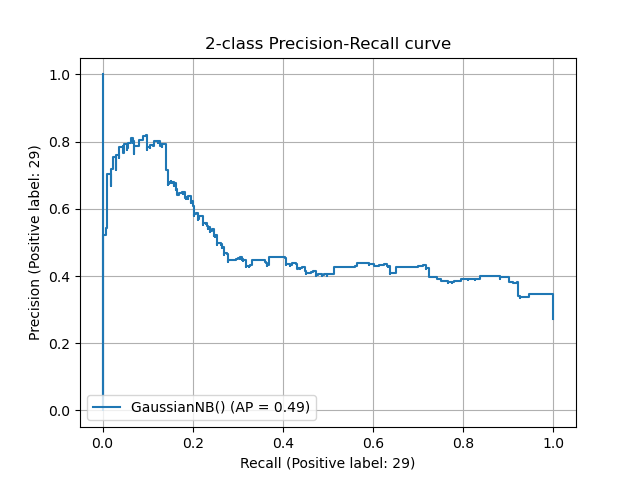 2-class Precision-Recall curve
1.0
0.8
0.6
0.4
0.2
0.0
Precision (Positive label: 29)
GaussianNB() (AP = 0.49)
0.0 0.2 0.4 0.6 0.8 1.0
Recall (Positive label: 29)